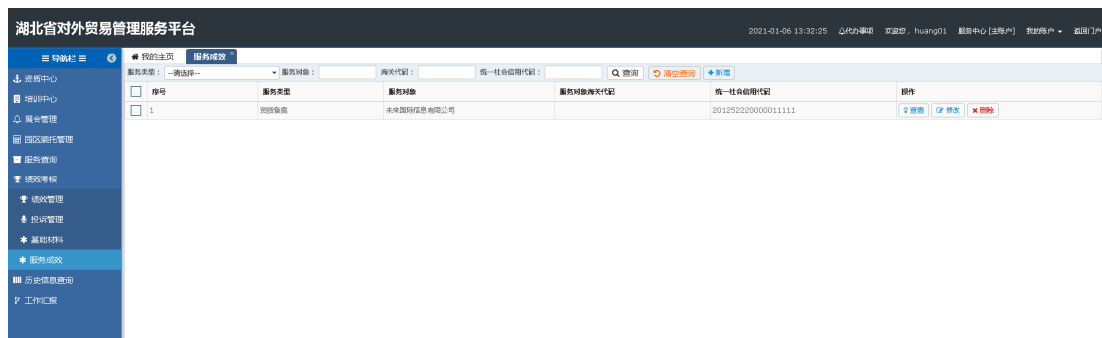 湖北省对外贸易管理服务平台
2021-01-06 13:32:25 待办事项 欢迎您，huang01 服务中心 [主账户] 我的账户 返回门户
导航栏 我的主页 服务成效 ×
服务类型： --请选择-- 服务对象： 海关代码： 统一社会信用代码： 查询 清空查询 +新增
序号 服务类型 服务对象 服务对象海关代码 统一社会信用代码 操作
1 资质备案 未来国际信息有限公司 201252220000011111 查看 修改 ×删除
资质中心
培训中心
展会管理
园区委托管理
服务查询
绩效考核
绩效管理
投诉管理
基础材料
服务成效
历史信息查询
工作汇报